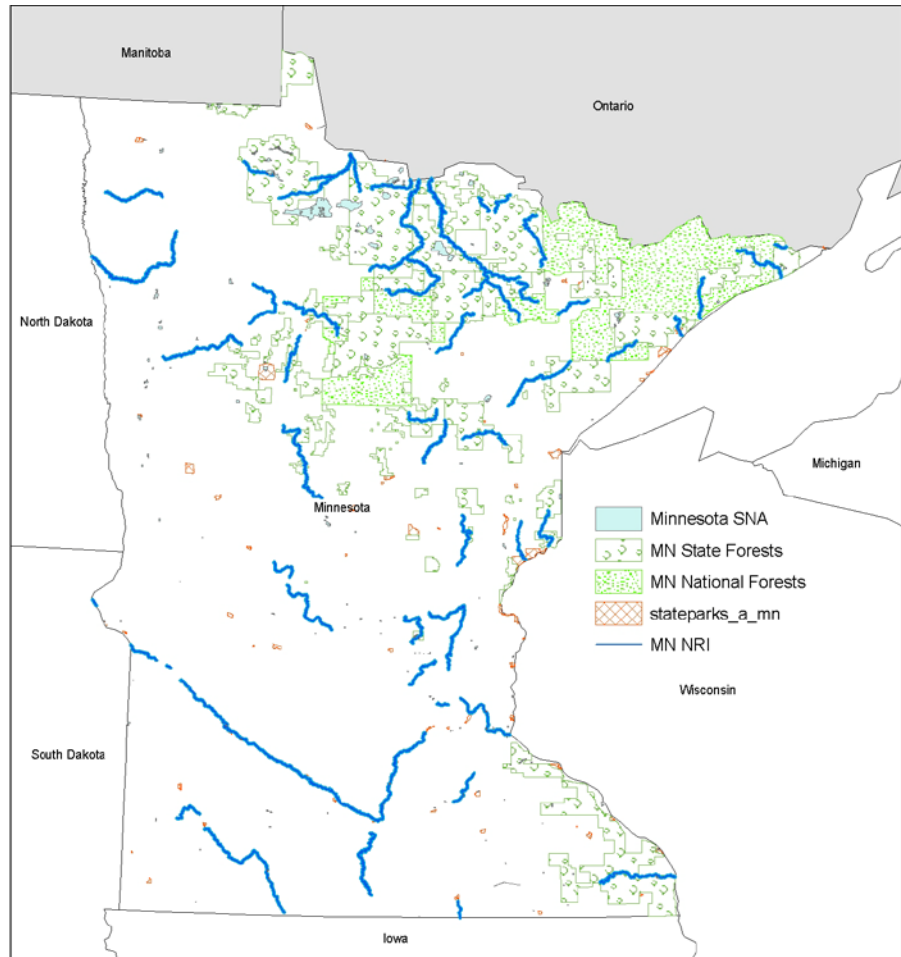 Manitoba
Ontario
North Dakota
Michigan
Minnesota
Minnesota SNA
MN State Forests
MN National Forests
stateparks_a_mn
MN NRI
Wisconsin
South Dakota
Iowa